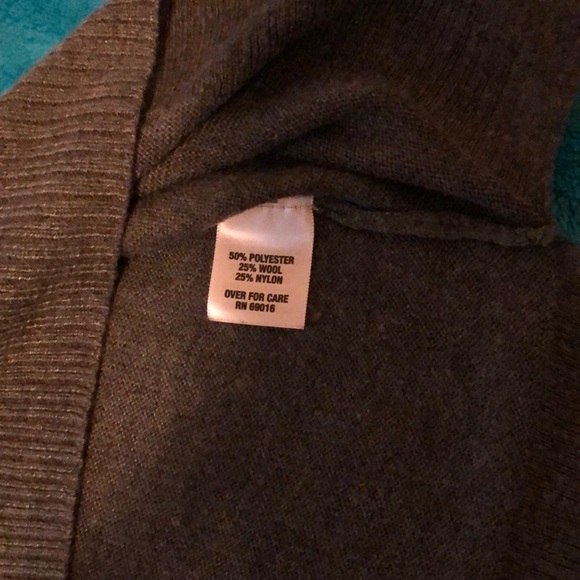 50% POLYESTER
25% WOOL
25% NYLON
OVER FOR CARE
RN 69016